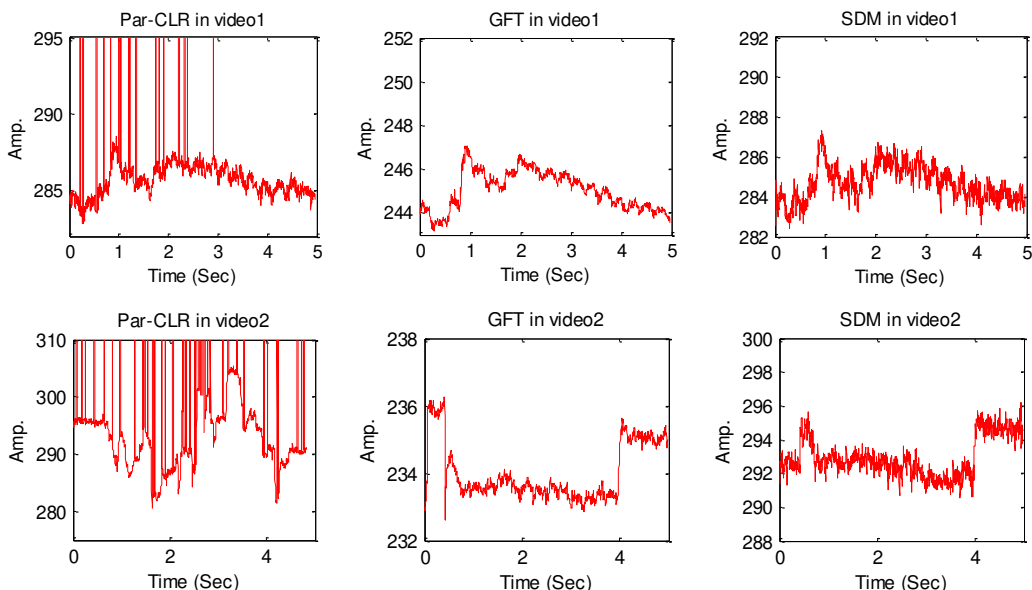 Par-CLR in video1
295
290
285
Amp.
0 1 2 3 4 5
Time (Sec)
GFT in video1
252
250
248
246
244
Amp.
0 1 2 3 4 5
Time (Sec)
SDM in video1
292
290
288
286
284
282
Amp.
0 1 2 3 4 5
Time (Sec)
Par-CLR in video2
310
300
290
280
Amp.
0 2 4
Time (Sec)
GFT in video2
238
236
234
232
Amp.
0 2 4
Time (Sec)
SDM in video2
300
298
296
294
292
290
288
Amp.
0 2 4
Time (Sec)